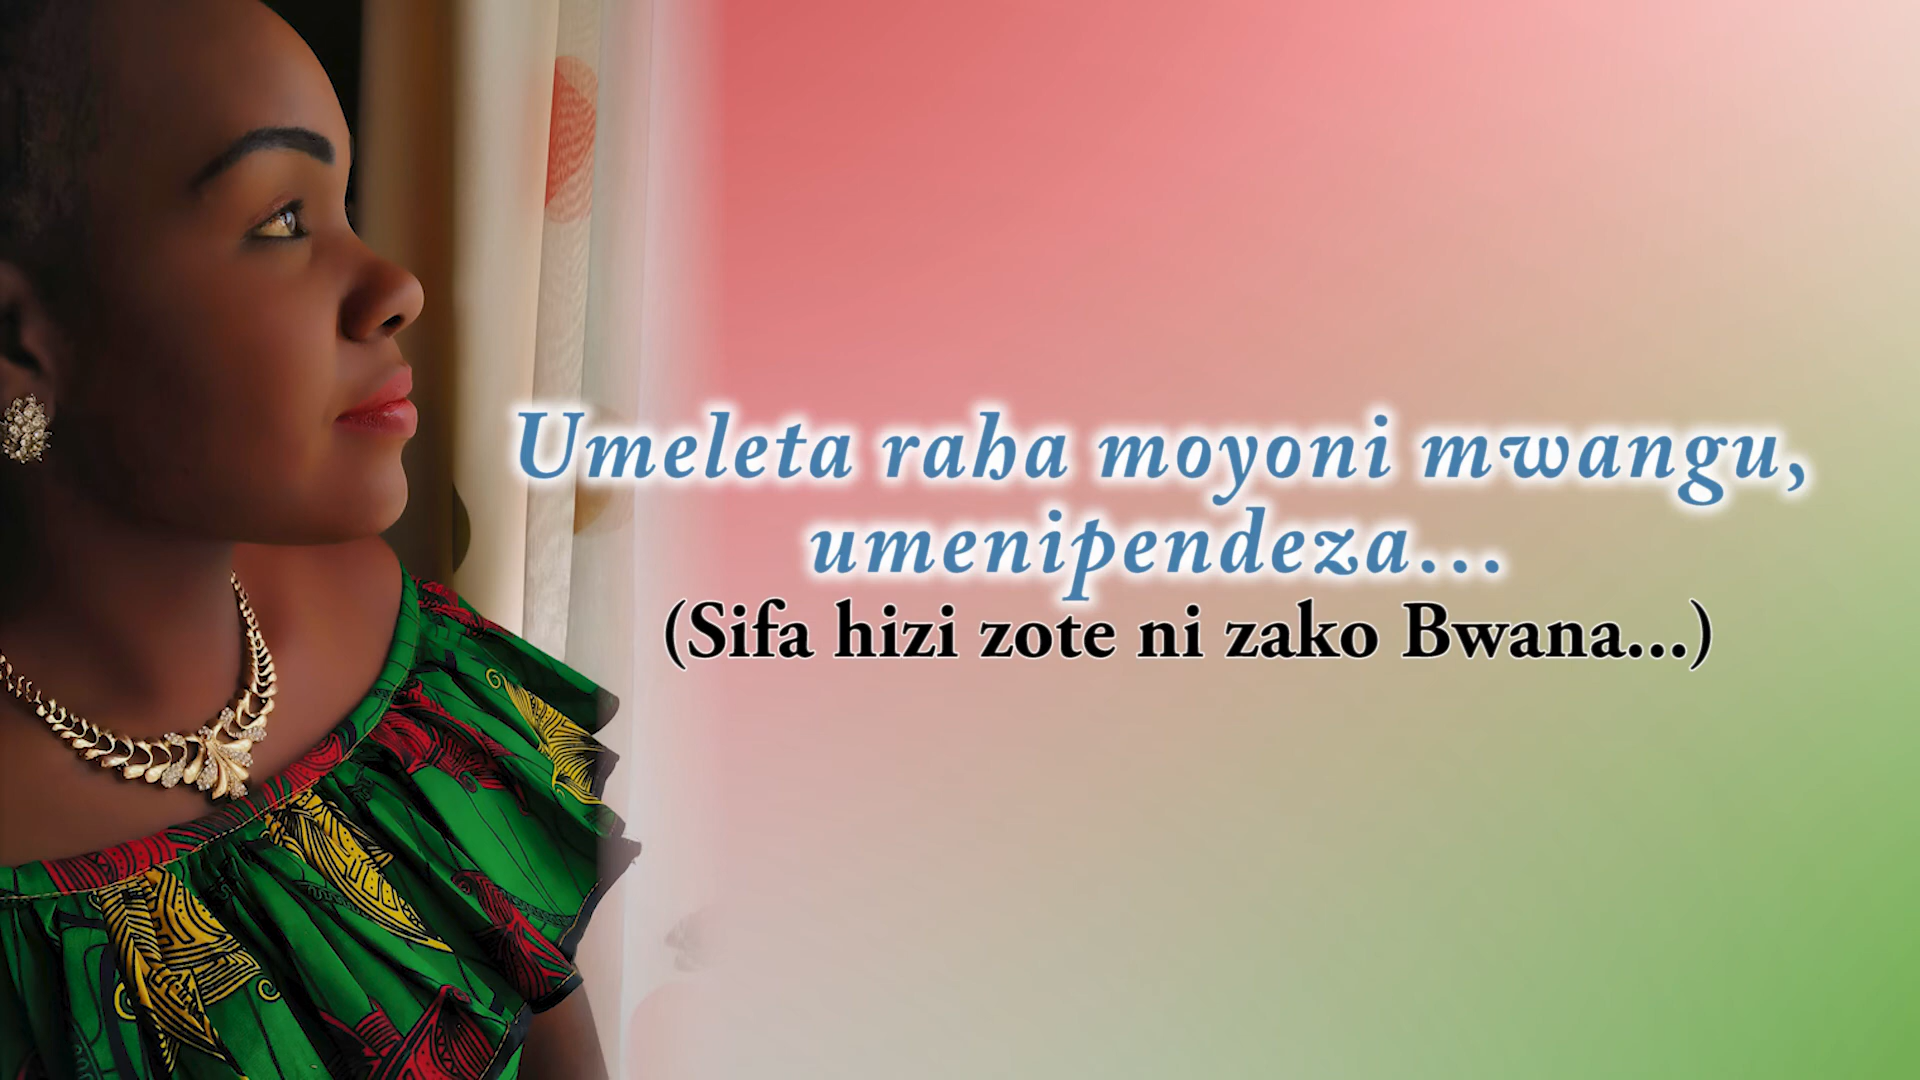 Umeleta raha moyoni mwangu,
umenipendeza...
(Sifa hizi zote ni zako Bwana...)